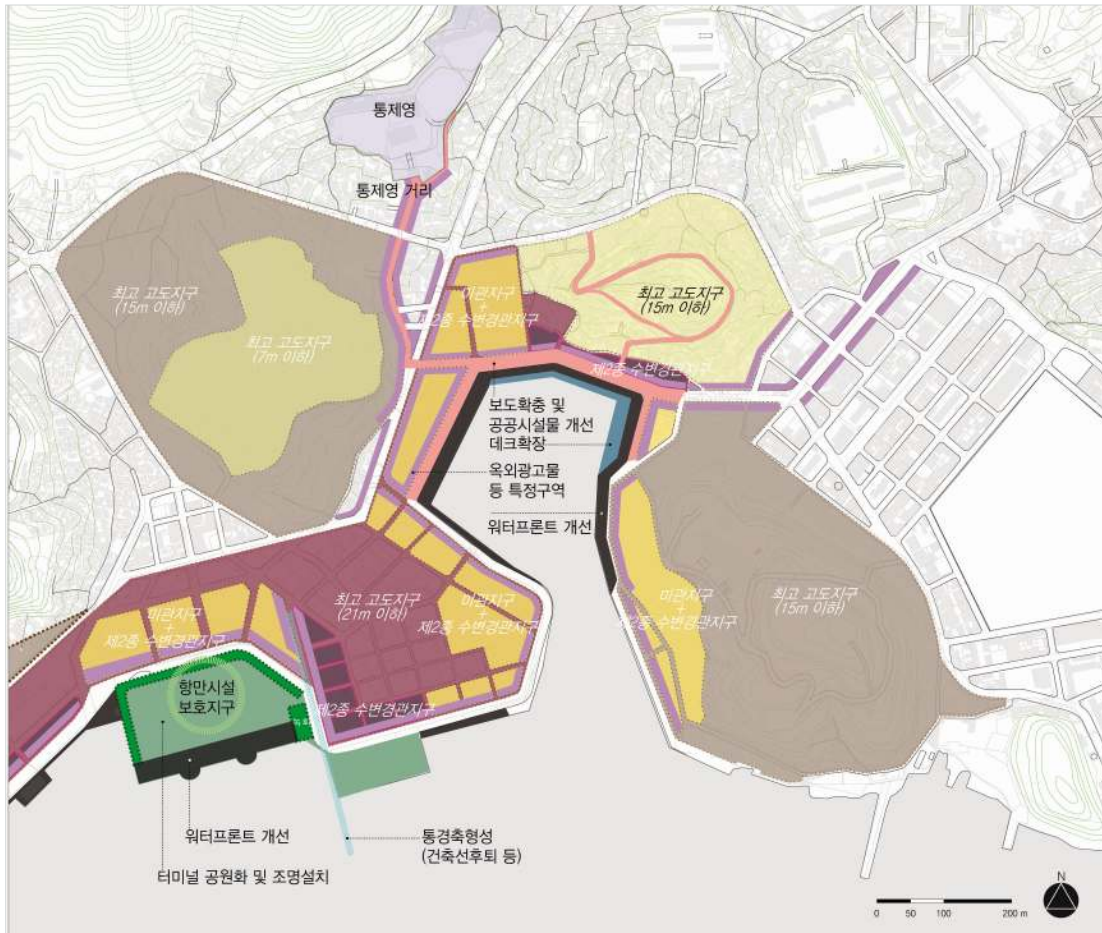 통제영
통제영 거리
최고 고도지구
(15m 이하)
최고 고도지구
(7m 이하)
미관지구
+
제2종 수변경관지구
최고 고도지구
(15m 이하)
제2종 수변경관지구
보도확충 및
공공시설물 개선
데크확장
옥외광고물
등 특정구역
워터프론트 개선
미관지구
+
제2종 수변경관지구
최고 고도지구
(21m 이하)
미관지구
+
제2종 수변경관지구
미관지구
+
제2종 수변경관지구
최고 고도지구
(15m 이하)
항만시설
보호지구
제2종 수변경관지구
워터프론트 개선
통경축형성
(건축선후퇴 등)
터미널 공원화 및 조명설치
N
0 50 100 200 m